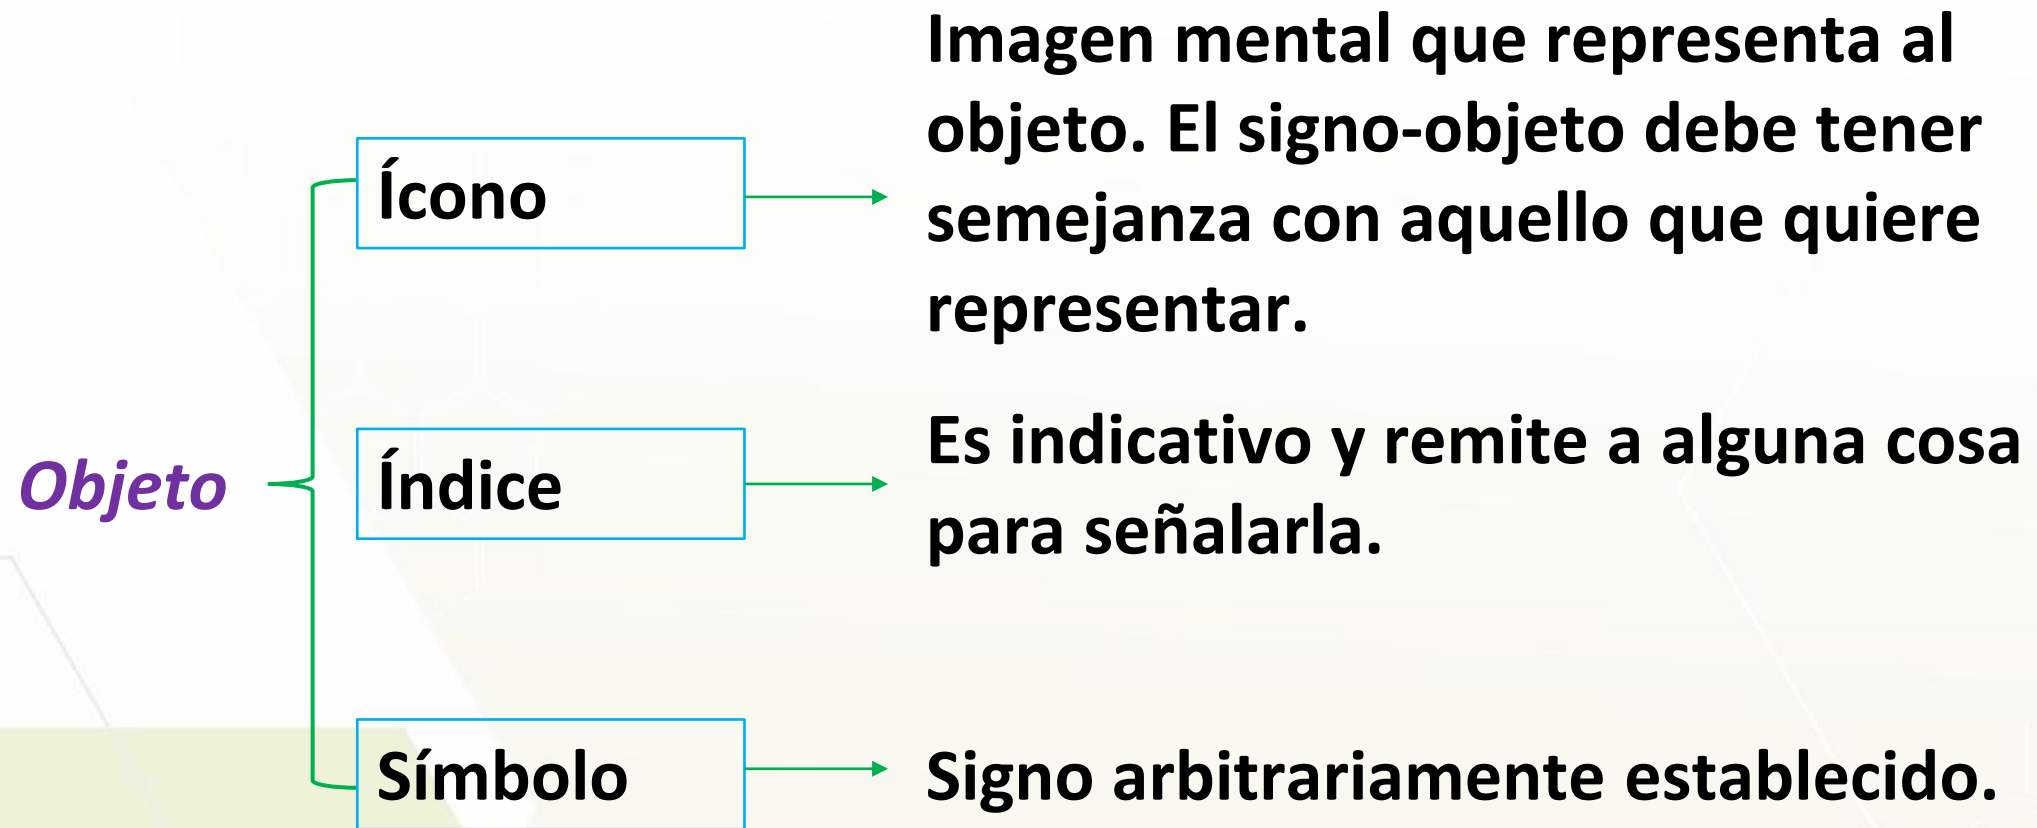 Imagen mental que representa al
objeto. El signo-objeto debe tener
semejanza con aquello que quiere
representar.
Ícono
Objeto
Índice
Es indicativo y remite a alguna cosa
para señalarla.
Símbolo
Signo arbitrariamente establecido.